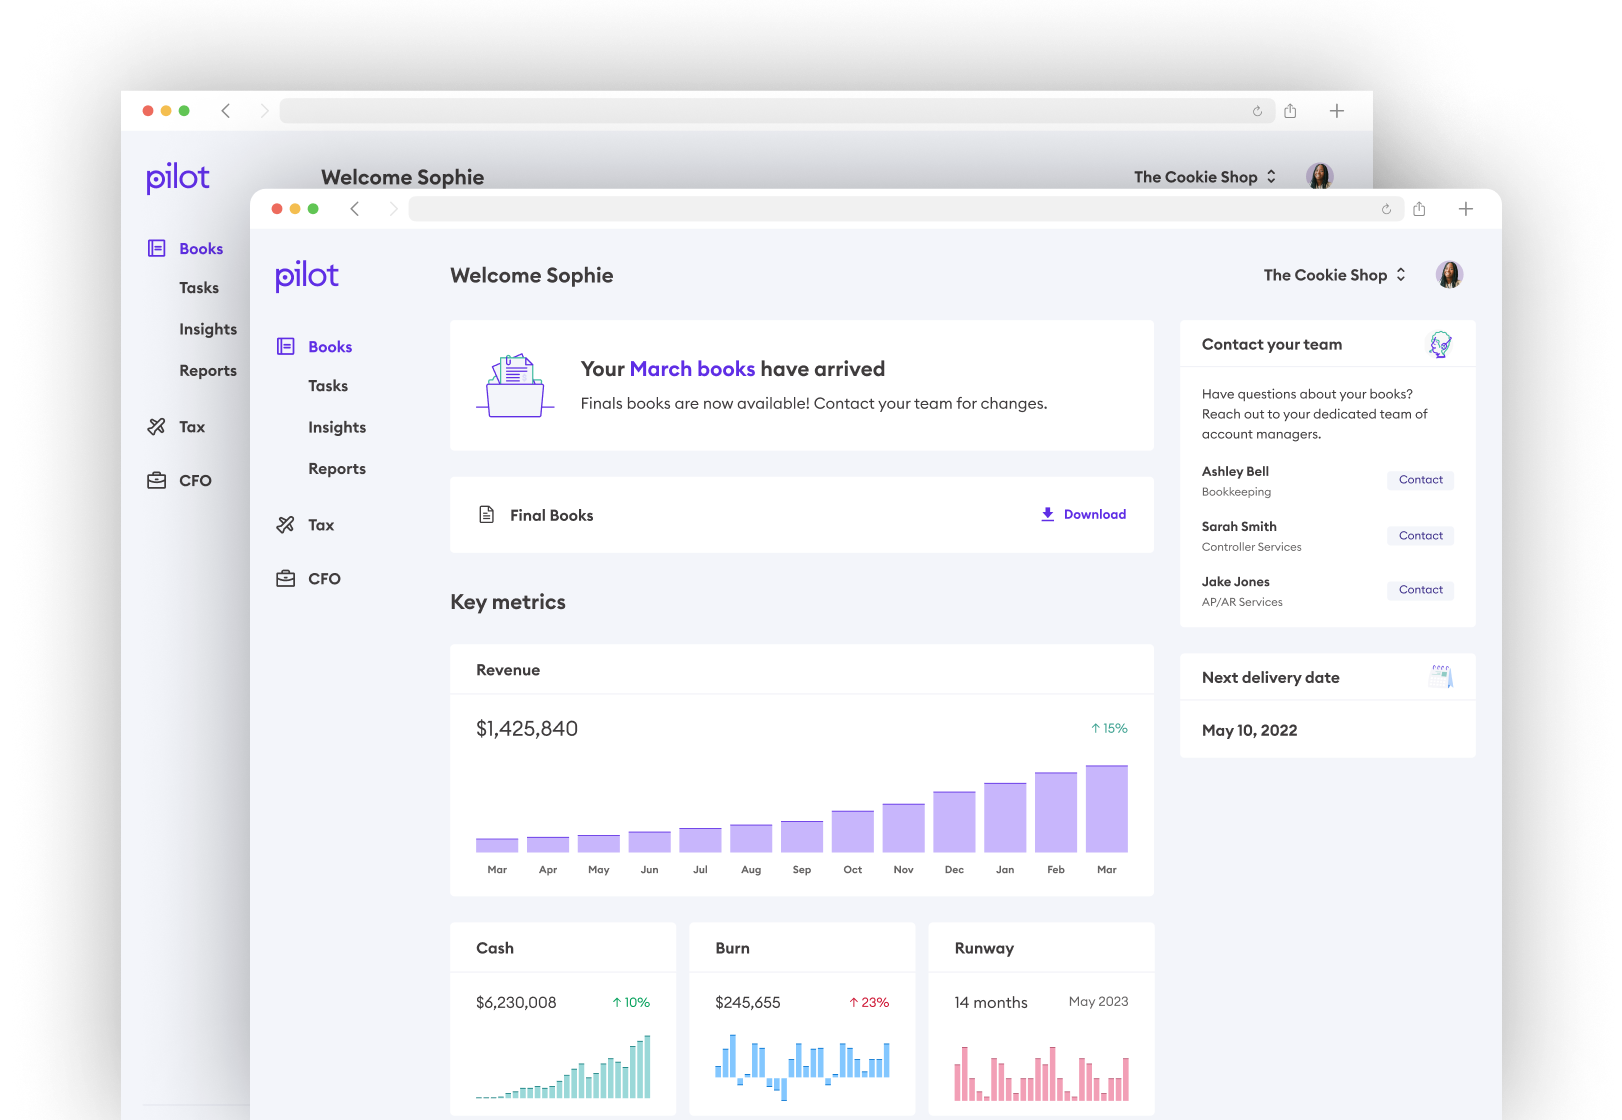 pilot
Welcome Sophie
The Cookie Shop
Books
Tasks
Insights
Reports
Tax
CFO
pilot
Welcome Sophie
The Cookie Shop
Books
Tasks
Insights
Reports
Tax
CFO
Your March books have arrived
Finals books are now available! Contact your team for changes.
Final Books
Download
Key metrics
Revenue
$1,425,840
↑ 15%
Mar Apr May Jun Jul Aug Sep Oct Nov Dec Jan Feb Mar
Cash
$6,230,008
↑ 10%
Burn
$245,655
↑ 23%
Runway
14 months
May 2023
Contact your team
Have questions about your books?
Reach out to your dedicated team of
account managers.
Ashley Bell
Bookkeeping
Contact
Sarah Smith
Controller Services
Contact
Jake Jones
AP/AR Services
Contact
Next delivery date
May 10, 2022